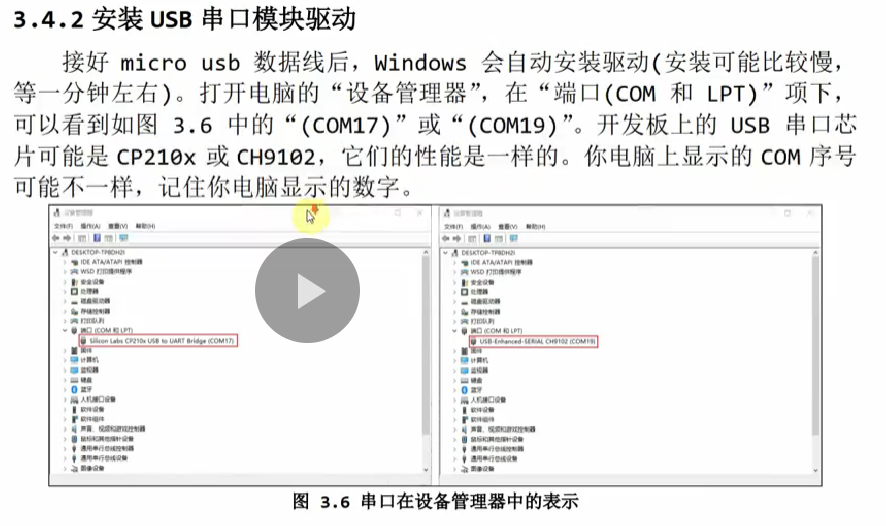 3.4.2 安装 USB 串口模块驱动
接好 micro usb 数据线后，Windows 会自动安装驱动(安装可能比较慢，
等一分钟左右)。打开电脑的“设备管理器”，在“端口(COM 和 LPT)”项下，
可以看到如图 3.6 中的“(COM17)”或“(COM19)”。开发板上的 USB 串口芯
片可能是 CP210x 或 CH9102，它们的性能是一样的。你电脑上显示的 COM 序号
可能不一样，记住你电脑显示的数字。
设备管理器
文件(F) 操作(A) 查看(V) 帮助(H)
DESKTOP-TP8DH2I
IDE ATA/ATAPI 控制器
WSD 打印提供程序
安全设备
处理器
磁盘驱动器
存储控制器
打印队列
端口 (COM 和 LPT)
Silicon Labs CP210x USB to UART Bridge (COM17)
固件
计算机
监视器
键盘
蓝牙
人机接口设备
软件设备
软件组件
声音、视频和游戏控制器
鼠标和其他指针设备
通用串行总线控制器
通用串行总线设备
图像设备
设备管理器
文件(F) 操作(A) 查看(V) 帮助(H)
DESKTOP-TP8DH2I
IDE ATA/ATAPI 控制器
WSD 打印提供程序
安全设备
处理器
磁盘驱动器
存储控制器
打印队列
端口 (COM 和 LPT)
USB-Enhanced-SERIAL CH9102 (COM19)
固件
计算机
监视器
键盘
蓝牙
人机接口设备
软件设备
软件组件
声音、视频和游戏控制器
鼠标和其他指针设备
通用串行总线控制器
通用串行总线设备
图像设备
图 3.6 串口在设备管理器中的表示